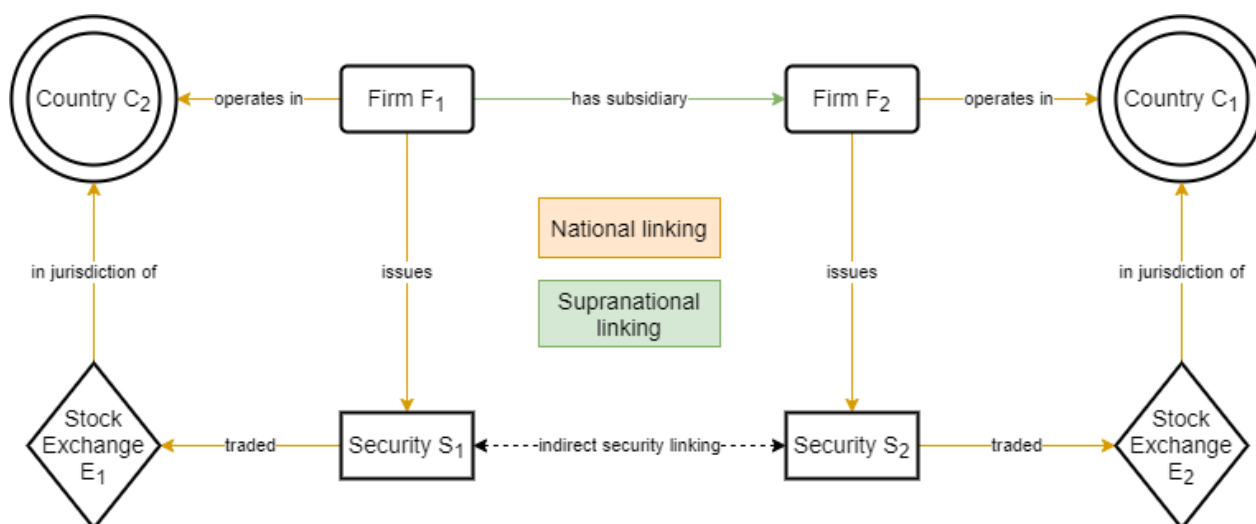 Country C2
operates in
Firm F1
has subsidiary
Firm F2
operates in
Country C1
National linking
in jurisdiction of
issues
issues
in jurisdiction of
Supranational
linking
Stock
Exchange
E1
traded
Security S1
indirect security linking
Security S2
traded
Stock
Exchange
E2